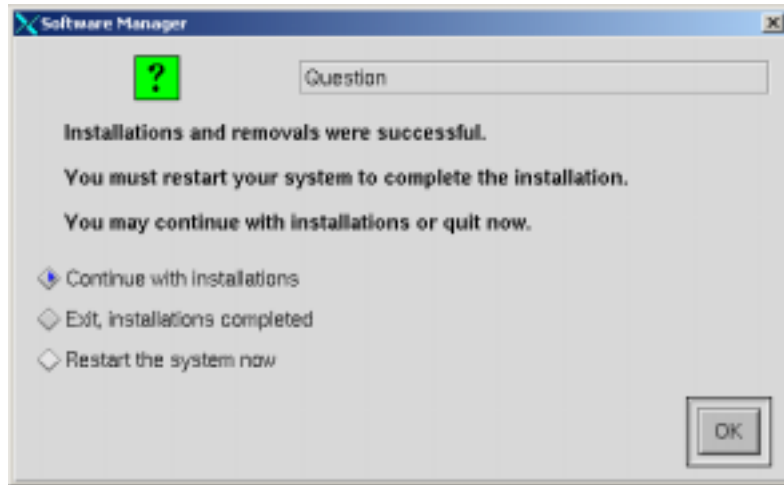 Software Manager
?
Question
Installations and removals were successful.
You must restart your system to complete the installation.
You may continue with installations or quit now.
Continue with installations
Exit, installations completed
Restart the system now
OK